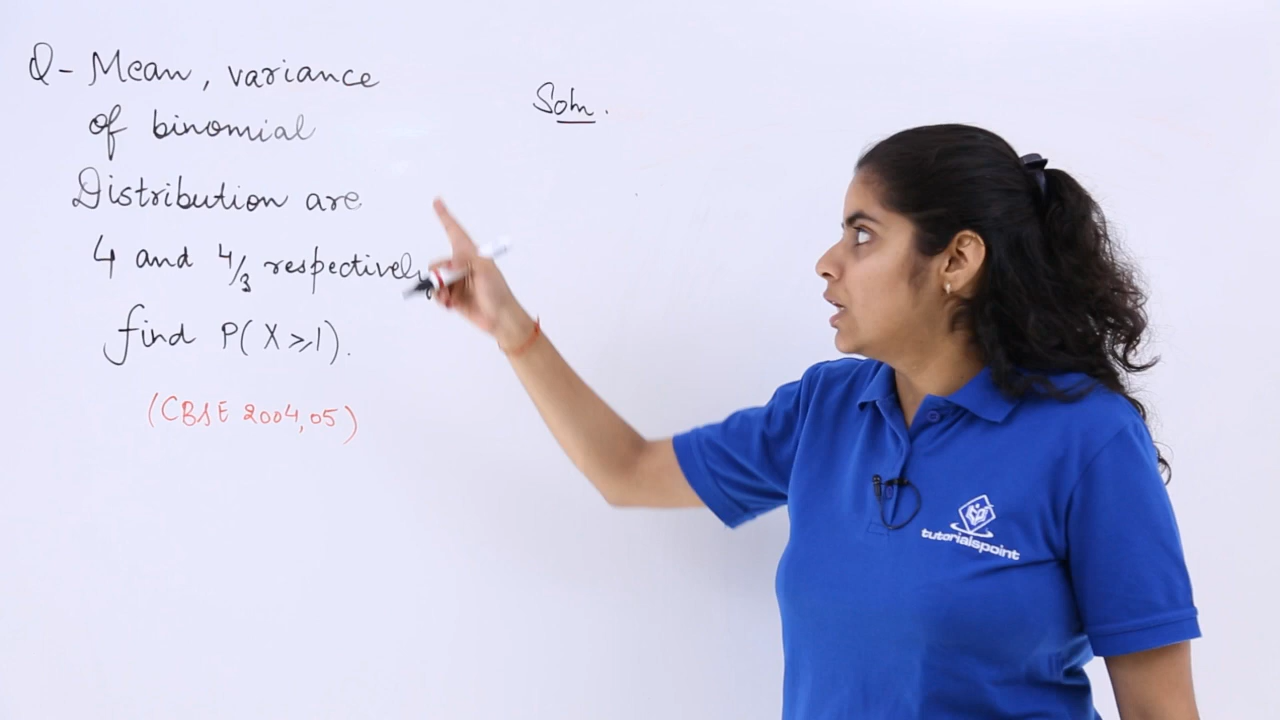 Q- Mean, variance
of binomial
Distribution are
4 and 4/3 respectively
find P(X⩾1).
(CBSE 2004,05)
Soln.
tutorialspoint